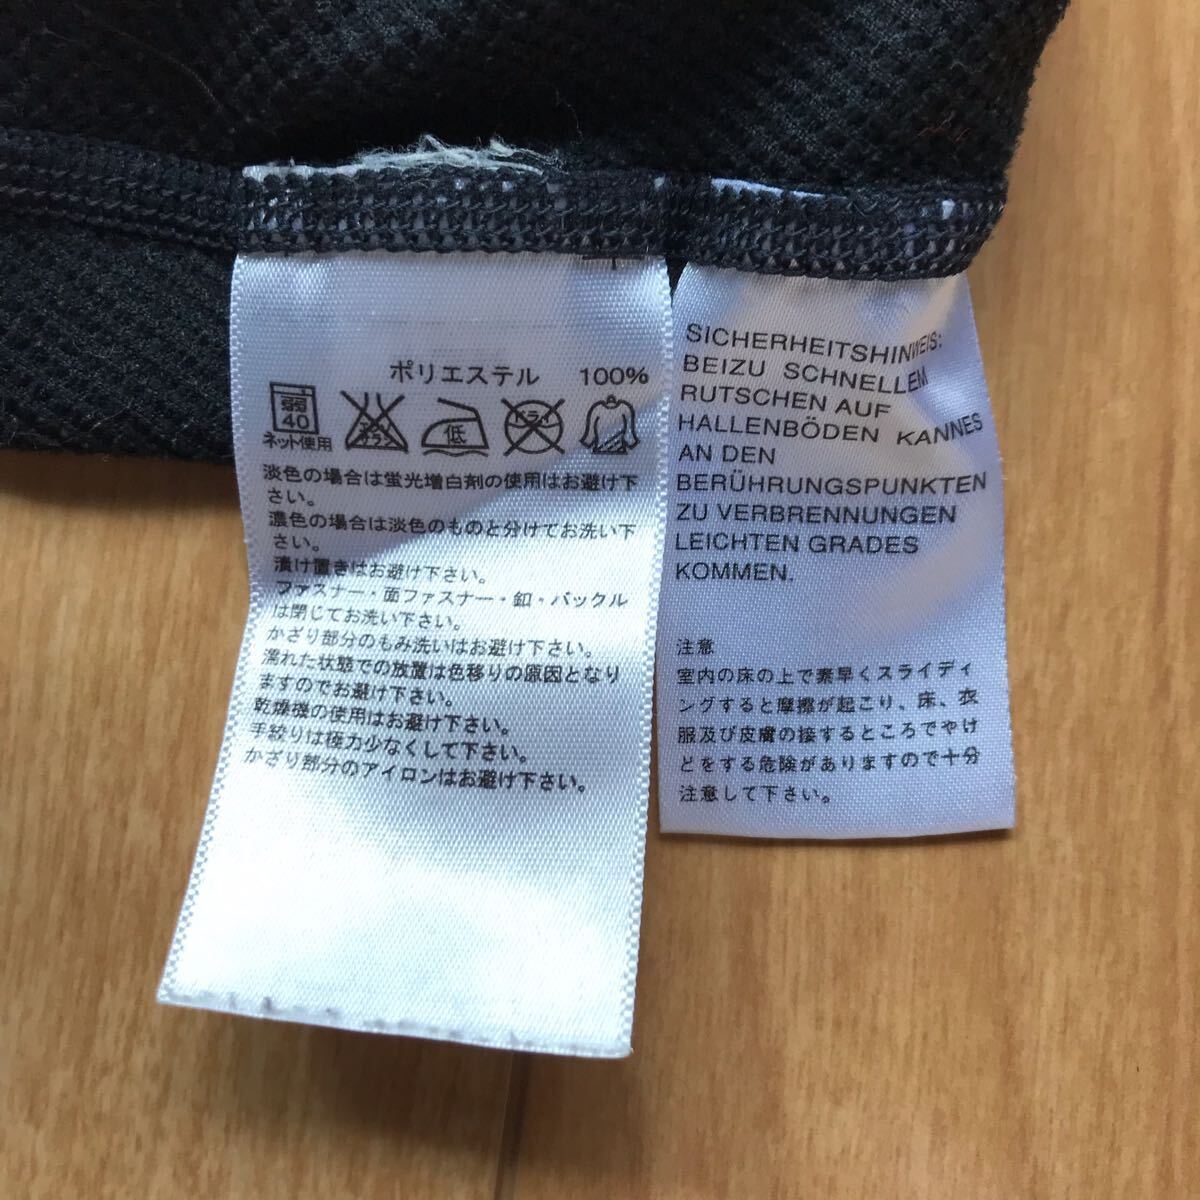 ポリエステル 100%
弱
40
ネット使用
エンソ
サラシ
低
ドライ
淡色の場合は蛍光増白剤の使用はお避け下
さい。
濃色の場合は淡色のものと分けてお洗い下
さい。
漬け置きはお避け下さい。
ファスナー・面ファスナー・釦・バックル
は閉じてお洗い下さい。
かざり部分のもみ洗いはお避け下さい。
濡れた状態での放置は色移りの原因となり
ますのでお避け下さい。
乾燥機の使用はお避け下さい。
手絞りは極力少なくして下さい。
かざり部分のアイロンはお避け下さい。
SICHERHEITSHINWEIS:
BEIZU SCHNELLEM
RUTSCHEN AUF
HALLENBÖDEN KANNES
AN DEN
BERÜHRUNGSPUNKTEN
ZU VERBRENNUNGEN
LEICHTEN GRADES
KOMMEN.
注意
室内の床の上で素早くスライディ
ングすると摩擦が起こり、床、衣
服及び皮膚の接するところでやけ
どをする危険がありますので十分
注意して下さい。